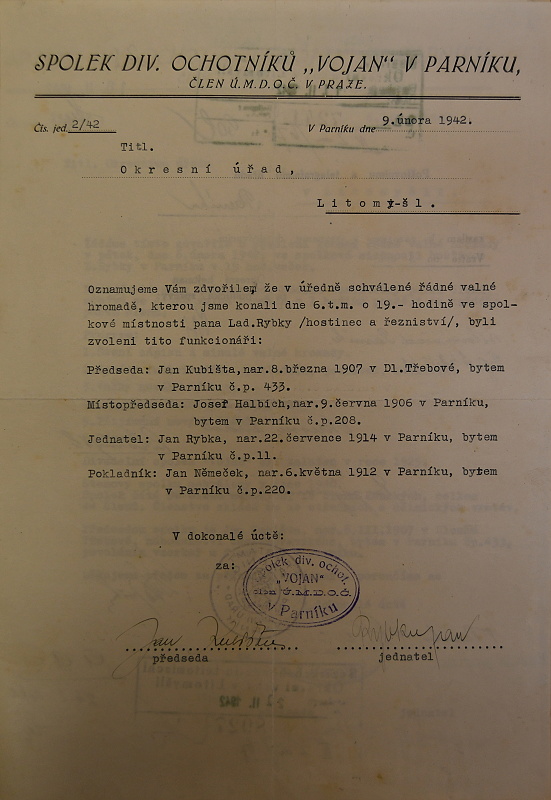 SPOLEK DIV. OCHOTNÍKŮ „VOJAN“ V PARNÍKU,
ČLEN Ú.M.D.O.Č. V PRAZE.
Čís. jed. 2/42
V Parníku dne 9.února 1942.
Titl.
Okresní úřad,
Litomyšl.
Oznamujeme Vám zdvořile, že v úředně schválené řádné valné
hromadě, kterou jsme konali dne 6.t.m. o 19.- hodině ve spol-
kové místnosti pana Lad.Rybky /hostinec a řeznictví/, byli
zvoleni tito funkcionáři:
Předseda: Jan Kubišta,nar.8.března 1907 v Dl.Třebové, bytem
v Parníku č.p. 433.
Místopředseda: Josef Halbich,nar.9.června 1906 v Parníku,
bytem v Parníku č.p.208.
Jednatel: Jan Rybka, nar.22.července 1914 v Parníku, bytem
v Parníku č.p.11.
Pokladník: Jan Němeček, nar.6.května 1912 v Parníku, bytem
v Parníku č.p.220.
V dokonalé úctě:
za:
Spolek div. ochot.
„VOJAN“
člen Ú.M.D.O.Č.
v Parníku
Jan Kubišta
Rybka Jan
předseda
jednatel